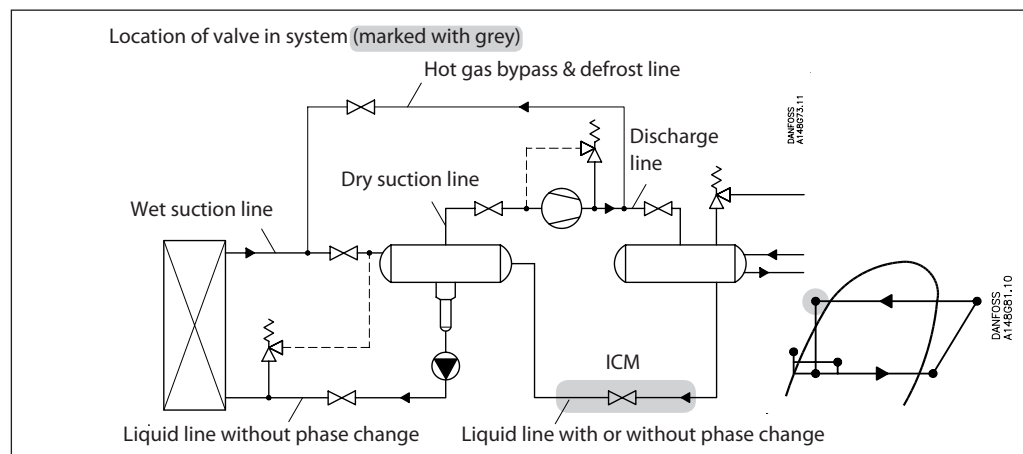 Location of valve in system (marked with grey)
Hot gas bypass & defrost line
DANFOSS
A148G73.11
Discharge
line
Dry suction line
Wet suction line
DANFOSS
A148G81.10
ICM
Liquid line without phase change
Liquid line with or without phase change